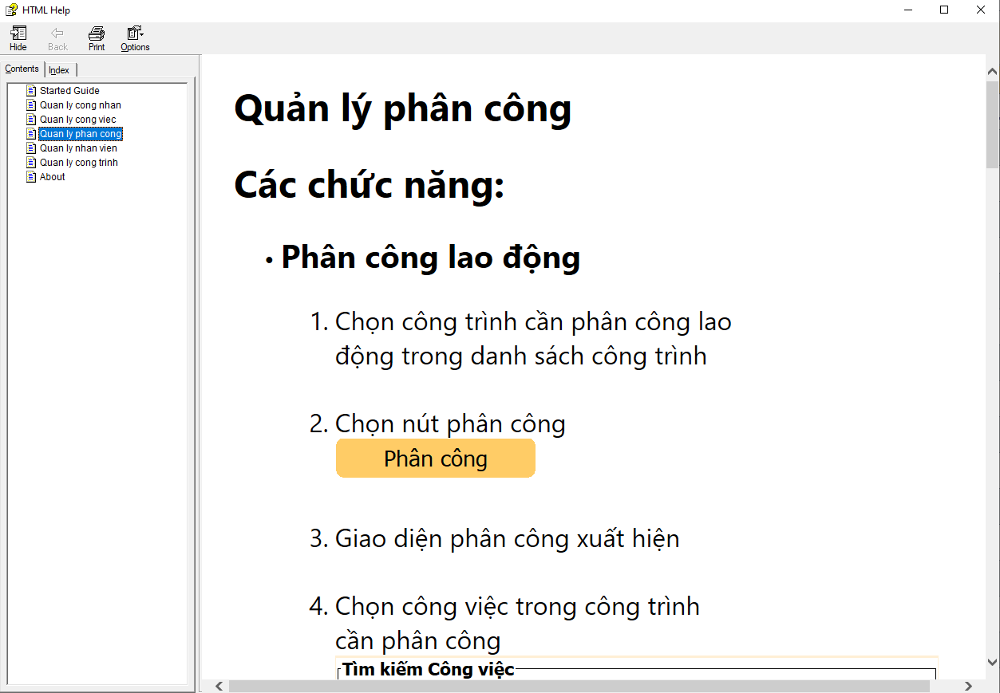 HTML Help
Hide
Back
Print
Options
Contents
Index
Started Guide
Quan ly cong nhan
Quan ly cong viec
Quan ly phan cong
Quan ly nhan vien
Quan ly cong trinh
About
Quản lý phân công
Các chức năng:
• Phân công lao động
1. Chọn công trình cần phân công lao
động trong danh sách công trình
2. Chọn nút phân công
Phân công
3. Giao diện phân công xuất hiện
4. Chọn công việc trong công trình
cần phân công
Tìm kiếm Công việc